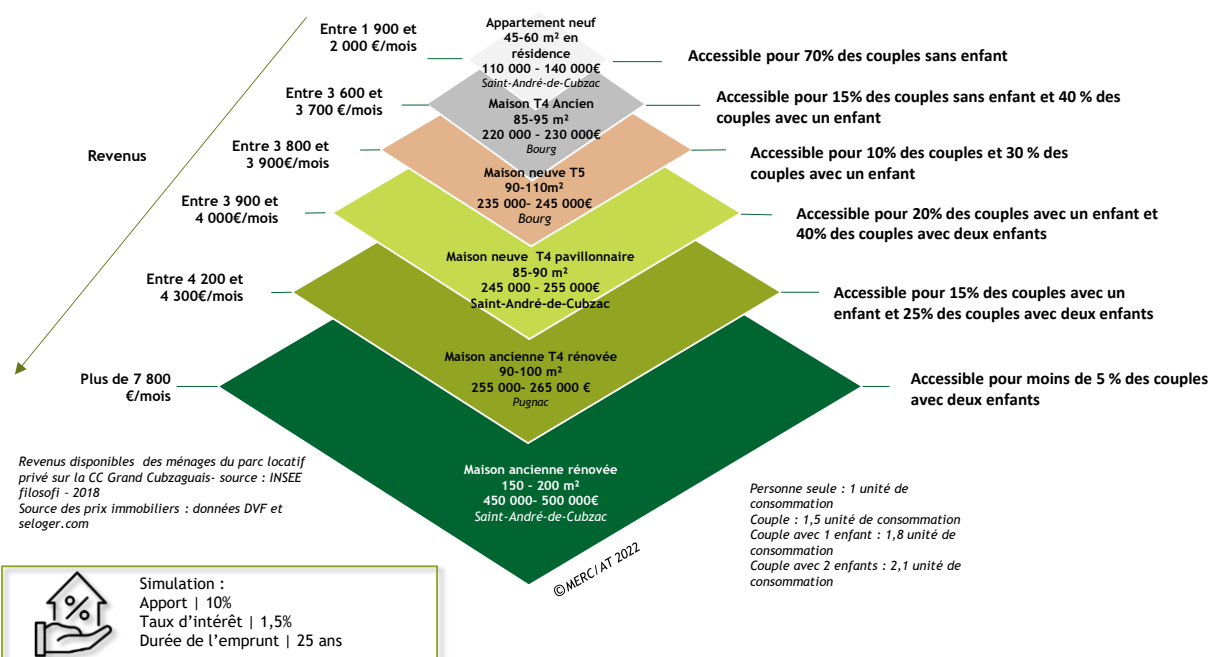 Entre 1 900 et
2 000 €/mois
Appartement neuf
45-60 m² en
résidence
110 000 - 140 000€
Saint-André-de-Cubzac
Accessible pour 70% des couples sans enfant
Entre 3 600 et
3 700 €/mois
Maison T4 Ancien
85-95 m²
220 000 - 230 000€
Bourg
Accessible pour 15% des couples sans enfant et 40 % des
couples avec un enfant
Revenus
Entre 3 800 et
3 900€/mois
Maison neuve T5
90-110m²
235 000- 245 000€
Bourg
Accessible pour 10% des couples et 30 % des
couples avec un enfant
Entre 3 900 et
4 000€/mois
Maison neuve T4 pavillonnaire
85-90 m²
245 000 - 255 000€
Saint-André-de-Cubzac
Accessible pour 20% des couples avec un enfant et
40% des couples avec deux enfants
Entre 4 200 et
4 300€/mois
Maison ancienne T4 rénovée
90-100 m²
255 000- 265 000 €
Pugnac
Accessible pour 15% des couples avec un
enfant et 25% des couples avec deux enfants
Plus de 7 800
€/mois
Maison ancienne rénovée
150 - 200 m²
450 000- 500 000€
Saint-André-de-Cubzac
Accessible pour moins de 5 % des couples
avec deux enfants
Revenus disponibles des ménages du parc locatif
privé sur la CC Grand Cubzaguais- source : INSEE
filosofi - 2018
Source des prix immobiliers : données DVF et
seloger.com
Personne seule : 1 unité de
consommation
Couple : 1,5 unité de consommation
Couple avec 1 enfant : 1,8 unité de
consommation
Couple avec 2 enfants : 2,1 unité de
consommation
©MERC/AT 2022
%
Simulation :
Apport | 10%
Taux d'intérêt | 1,5%
Durée de l'emprunt | 25 ans